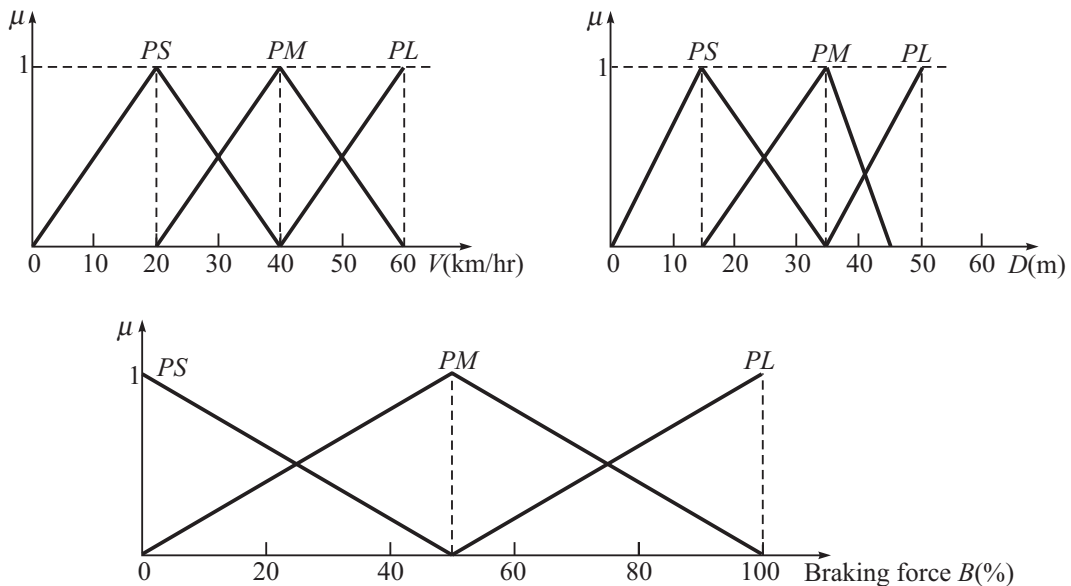 μ
PS PM PL
1
0 10 20 30 40 50 60 V(km/hr)
μ
PS PM PL
1
0 10 20 30 40 50 60 D(m)
μ
PS PM PL
1
0 20 40 60 80 100 Braking force B(%)